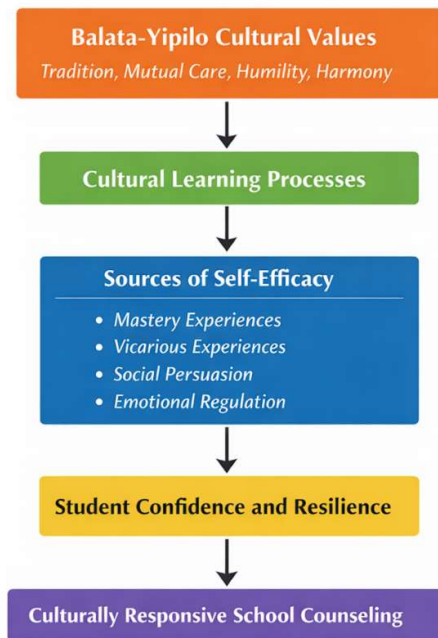 Balata-Yipilo Cultural Values
Tradition, Mutual Care, Humility, Harmony
Cultural Learning Processes
Sources of Self-Efficacy
• Mastery Experiences
• Vicarious Experiences
• Social Persuasion
• Emotional Regulation
Student Confidence and Resilience
Culturally Responsive School Counseling